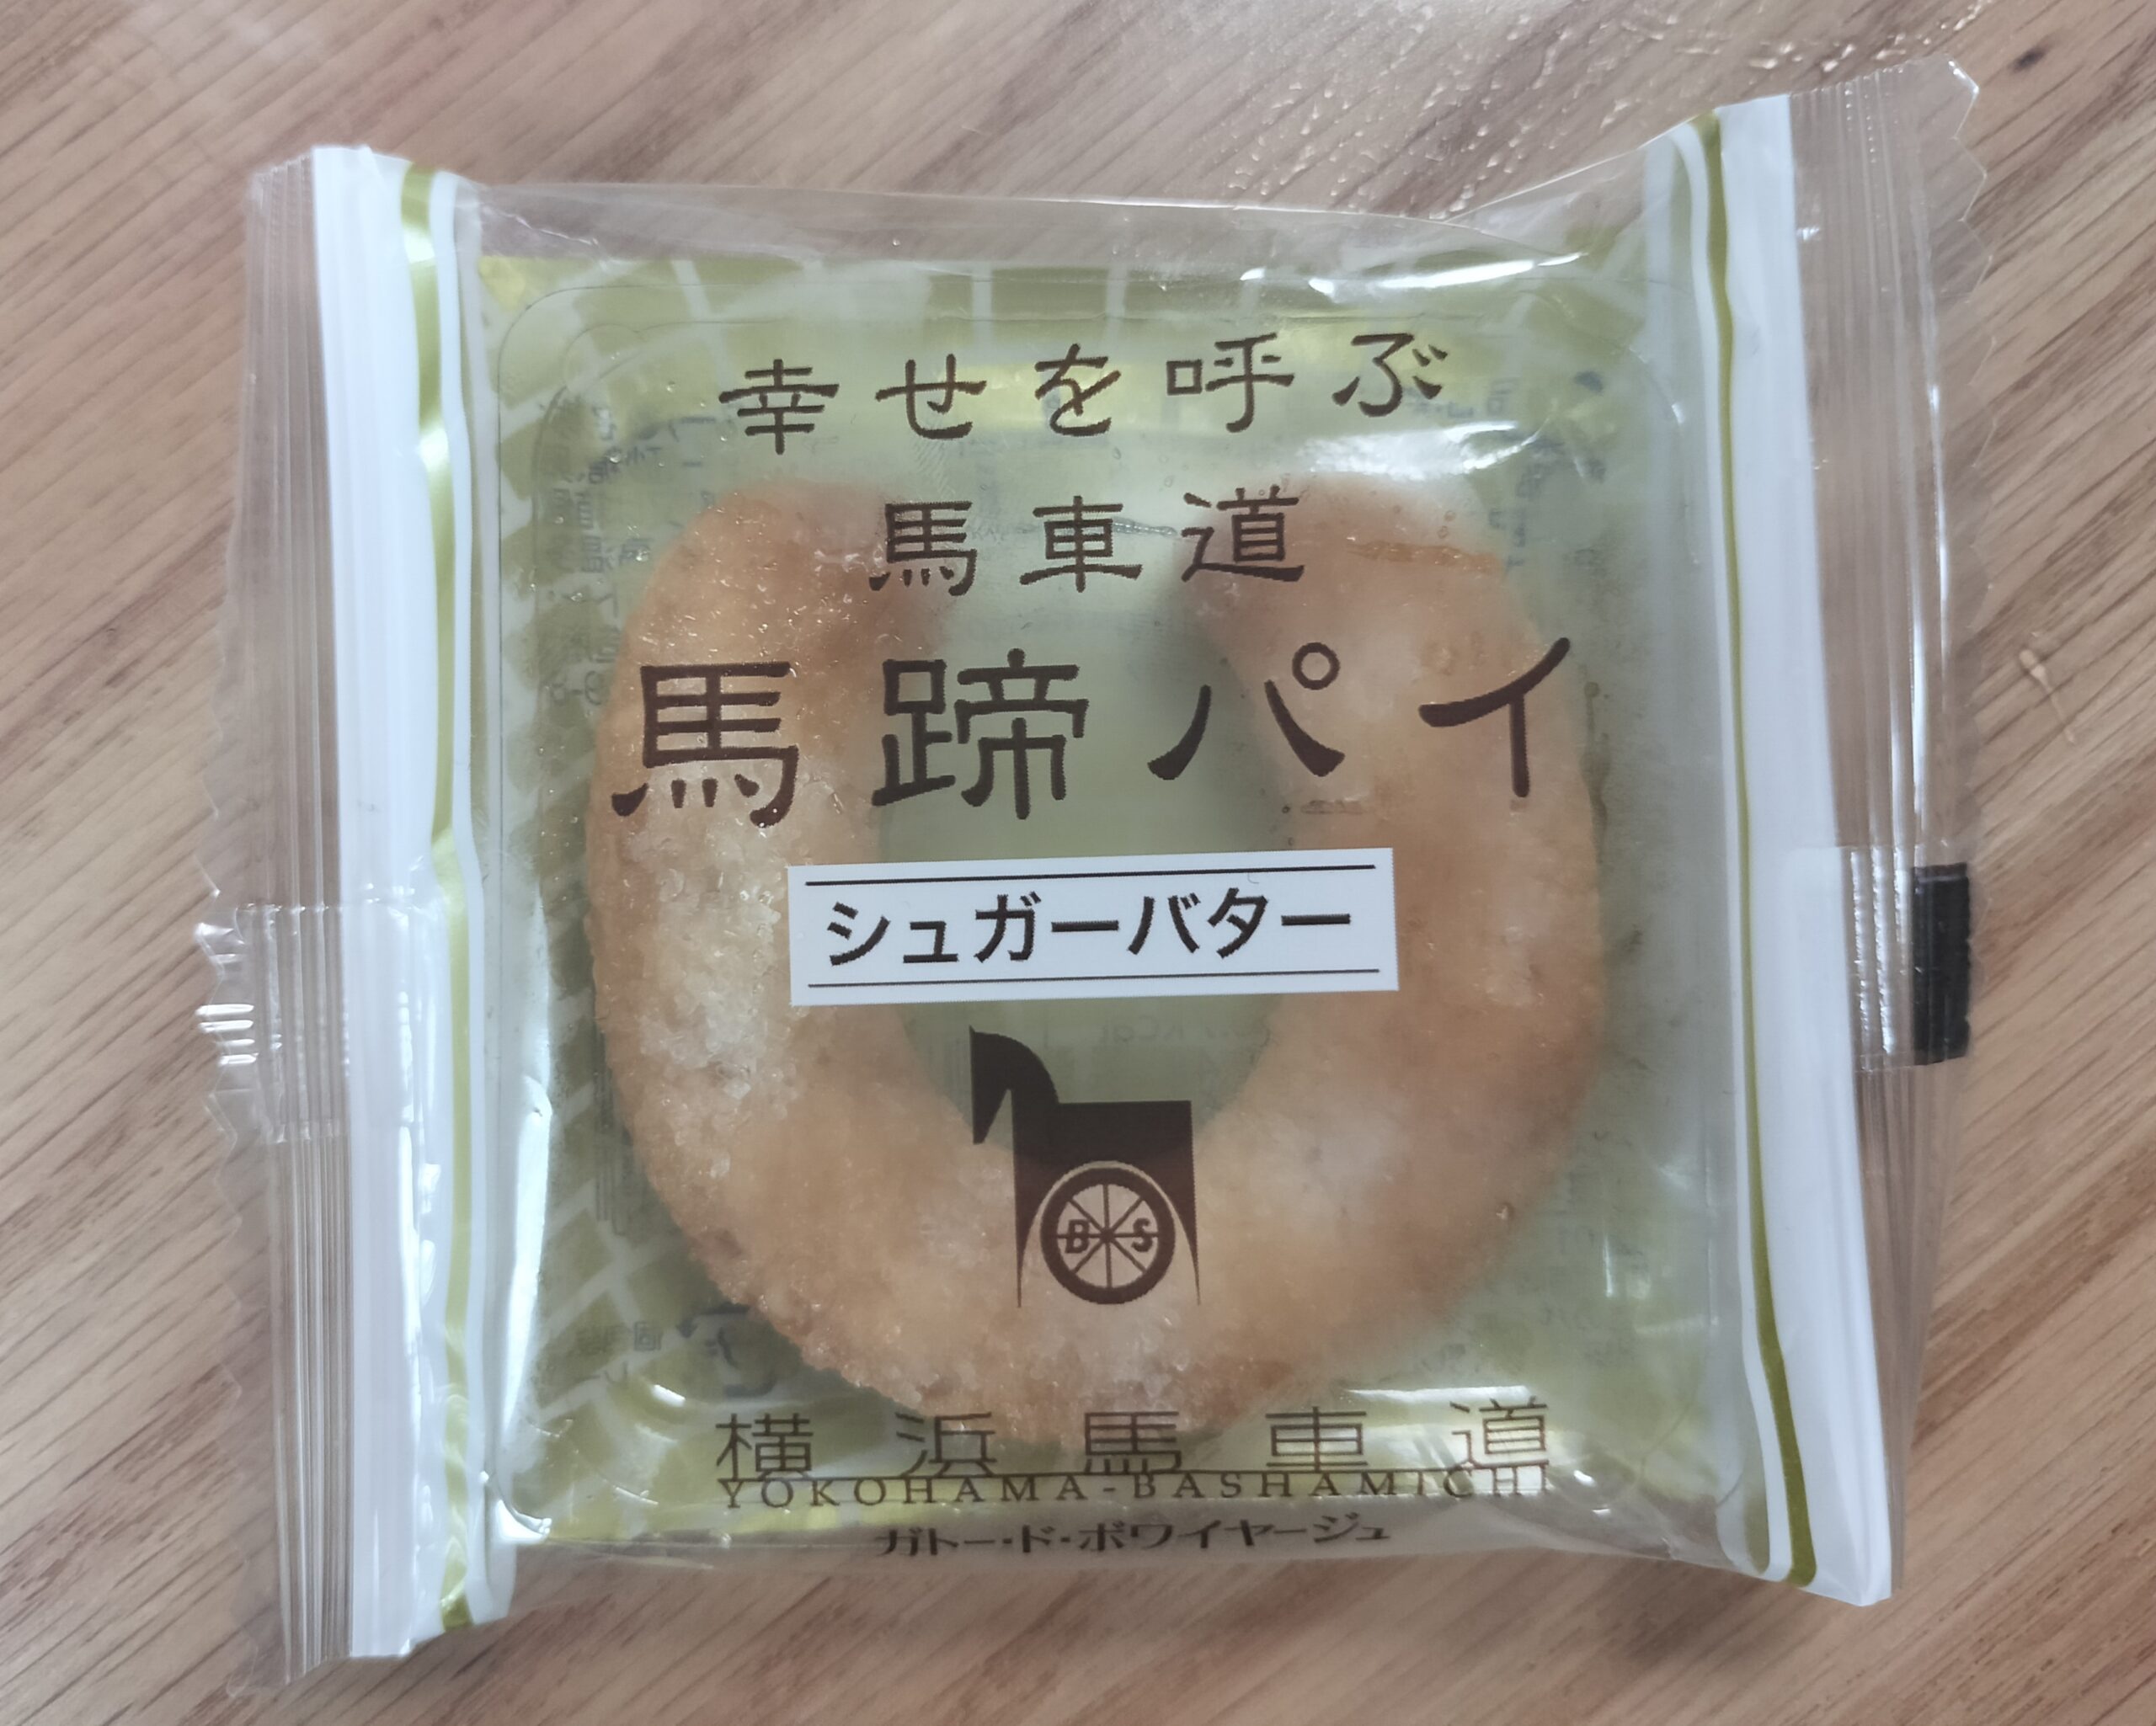 幸せを呼ぶ
馬車道
馬蹄パイ
シュガーバター
B S
横浜馬車道
YOKOHAMA-BASHAMICHI
ガトー・ド・ボワイヤージュ